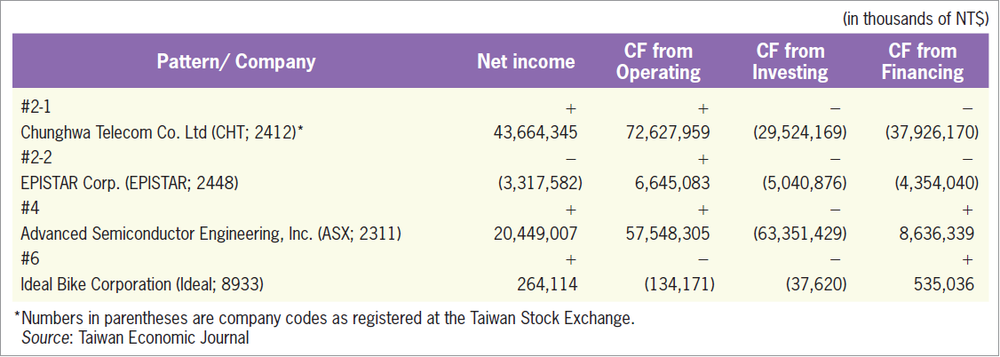 (in thousands of NT$)
Pattern/ Company Net income CF from Operating CF from Investing CF from Financing
#2-1 + + – –
Chunghwa Telecom Co. Ltd (CHT; 2412)* 43,664,345 72,627,959 (29,524,169) (37,926,170)
#2-2 – + – –
EPISTAR Corp. (EPISTAR; 2448) (3,317,582) 6,645,083 (5,040,876) (4,354,040)
#4 + + – +
Advanced Semiconductor Engineering, Inc. (ASX; 2311) 20,449,007 57,548,305 (63,351,429) 8,636,339
#6 + – – +
Ideal Bike Corporation (Ideal; 8933) 264,114 (134,171) (37,620) 535,036
*Numbers in parentheses are company codes as registered at the Taiwan Stock Exchange.
Source: Taiwan Economic Journal